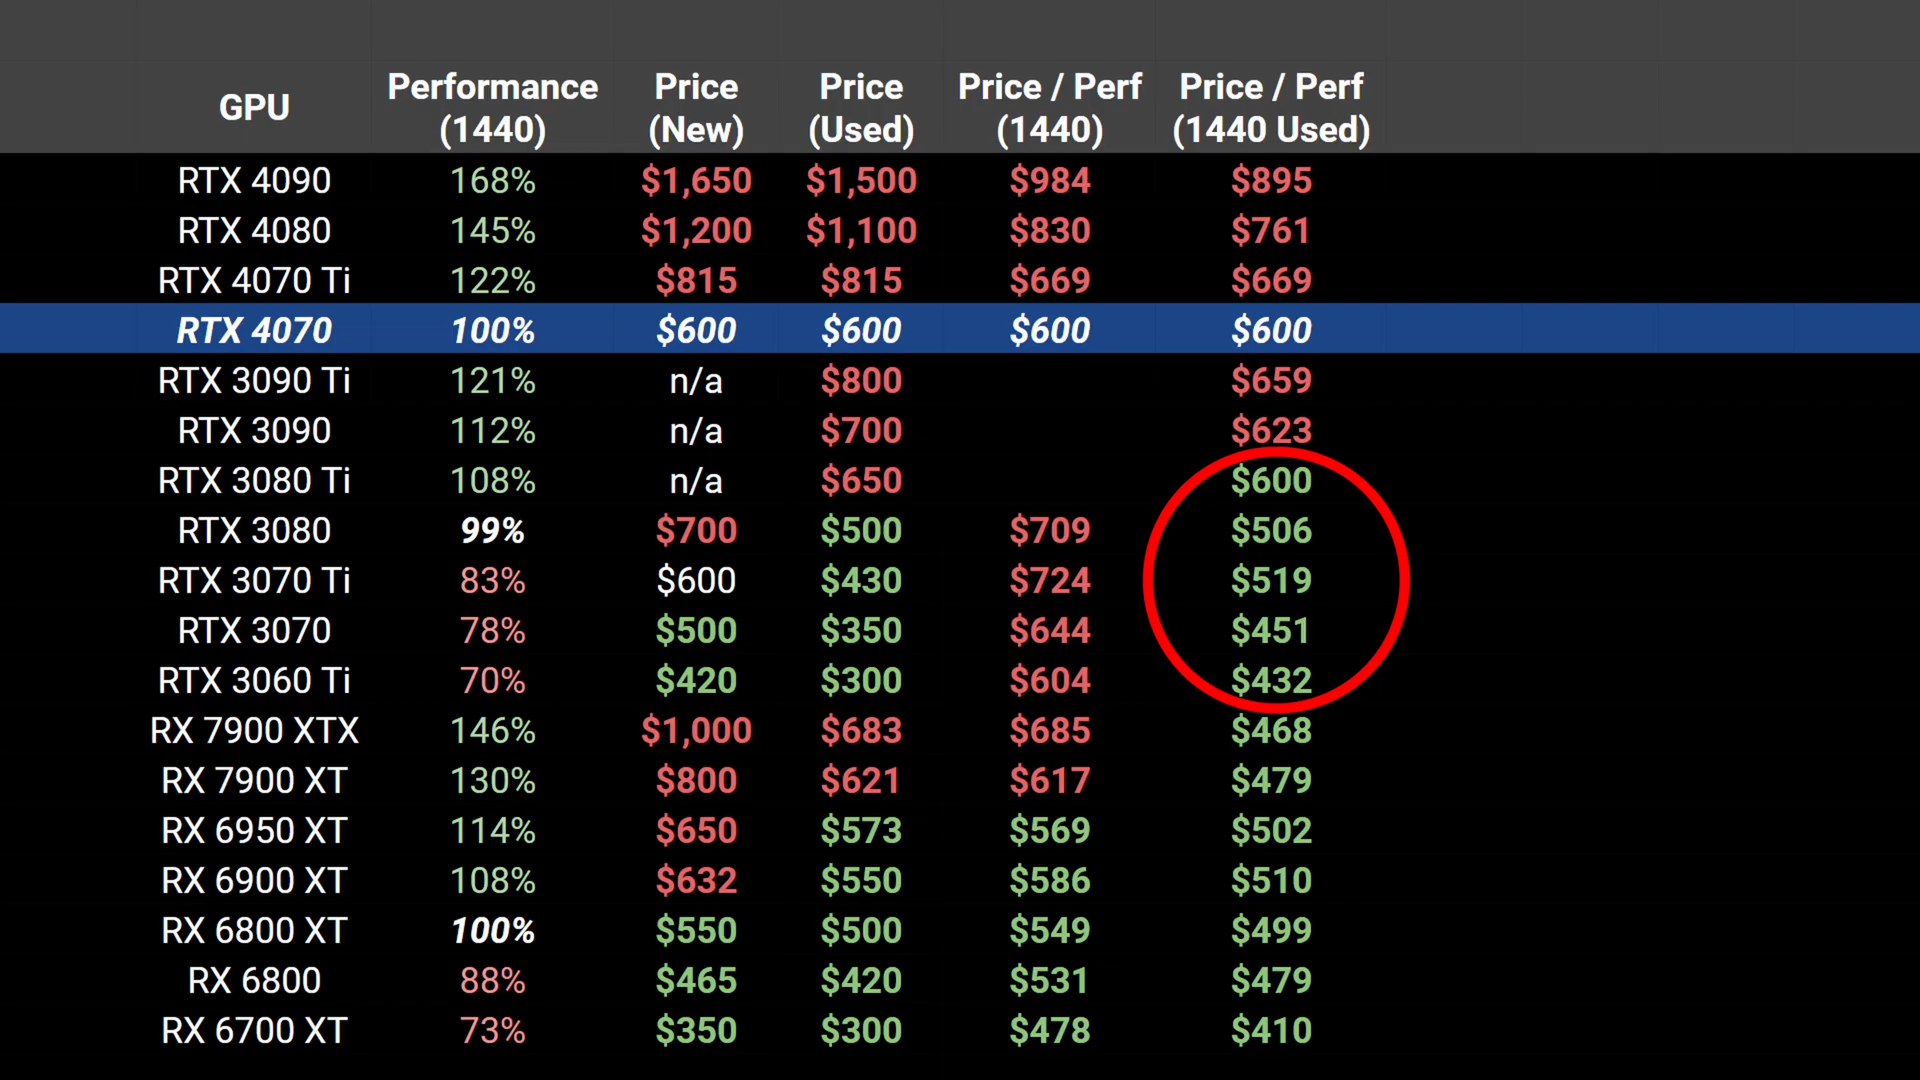 GPU Performance (1440) Price (New) Price (Used) Price / Perf (1440) Price / Perf (1440 Used)
RTX 4090 168% $1,650 $1,500 $984 $895
RTX 4080 145% $1,200 $1,100 $830 $761
RTX 4070 Ti 122% $815 $815 $669 $669
RTX 4070 100% $600 $600 $600 $600
RTX 3090 Ti 121% n/a $800 $659
RTX 3090 112% n/a $700 $623
RTX 3080 Ti 108% n/a $650 $600
RTX 3080 99% $700 $500 $709 $506
RTX 3070 Ti 83% $600 $430 $724 $519
RTX 3070 78% $500 $350 $644 $451
RTX 3060 Ti 70% $420 $300 $604 $432
RX 7900 XTX 146% $1,000 $683 $685 $468
RX 7900 XT 130% $800 $621 $617 $479
RX 6950 XT 114% $650 $573 $569 $502
RX 6900 XT 108% $632 $550 $586 $510
RX 6800 XT 100% $550 $500 $549 $499
RX 6800 88% $465 $420 $531 $479
RX 6700 XT 73% $350 $300 $478 $410